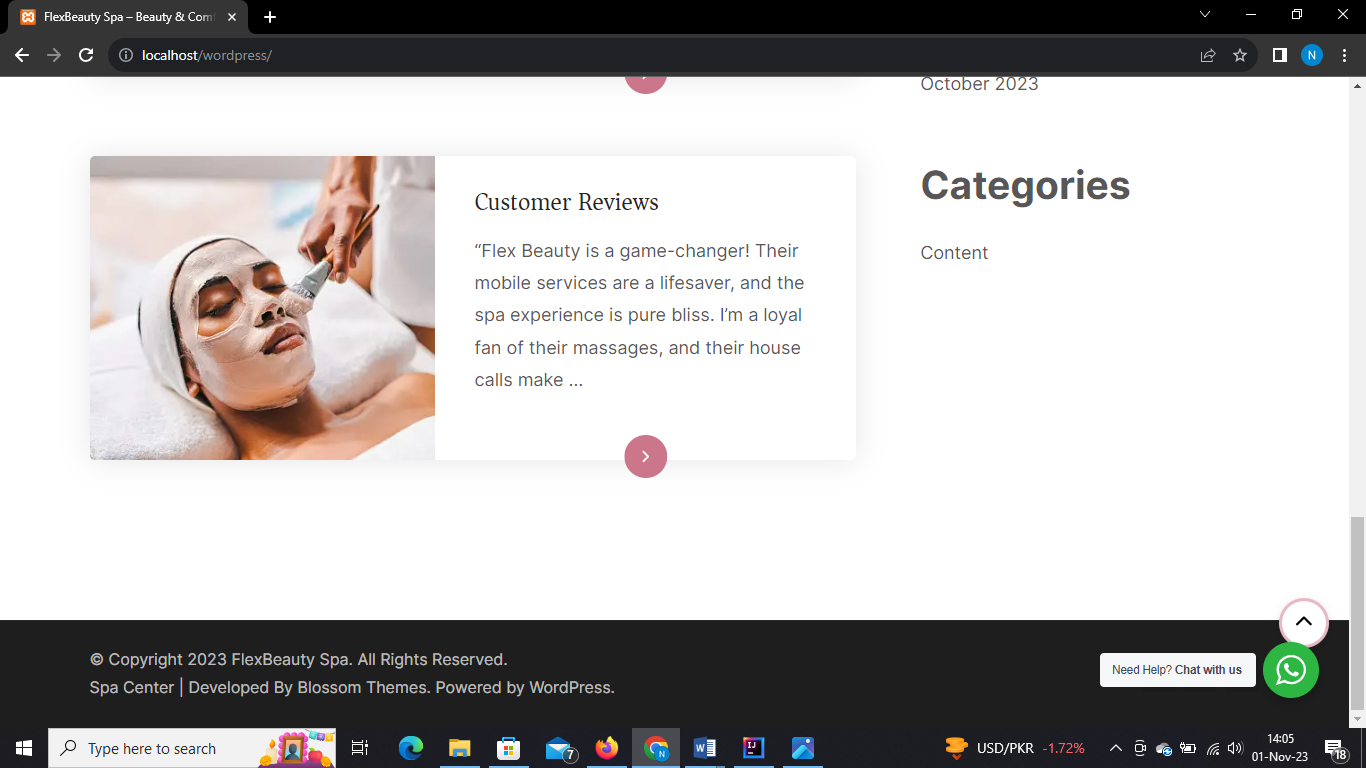 FlexBeauty Spa – Beauty & Com
localhost/wordpress/
N
October 2023
Customer Reviews
“Flex Beauty is a game-changer! Their
mobile services are a lifesaver, and the
spa experience is pure bliss. I’m a loyal
fan of their massages, and their house
calls make …
Categories
Content
© Copyright 2023 FlexBeauty Spa. All Rights Reserved.
Spa Center | Developed By Blossom Themes. Powered by WordPress.
Need Help? Chat with us
Type here to search
7
N
W
IJ
USD/PKR -1.72%
14:05
01-Nov-23
18